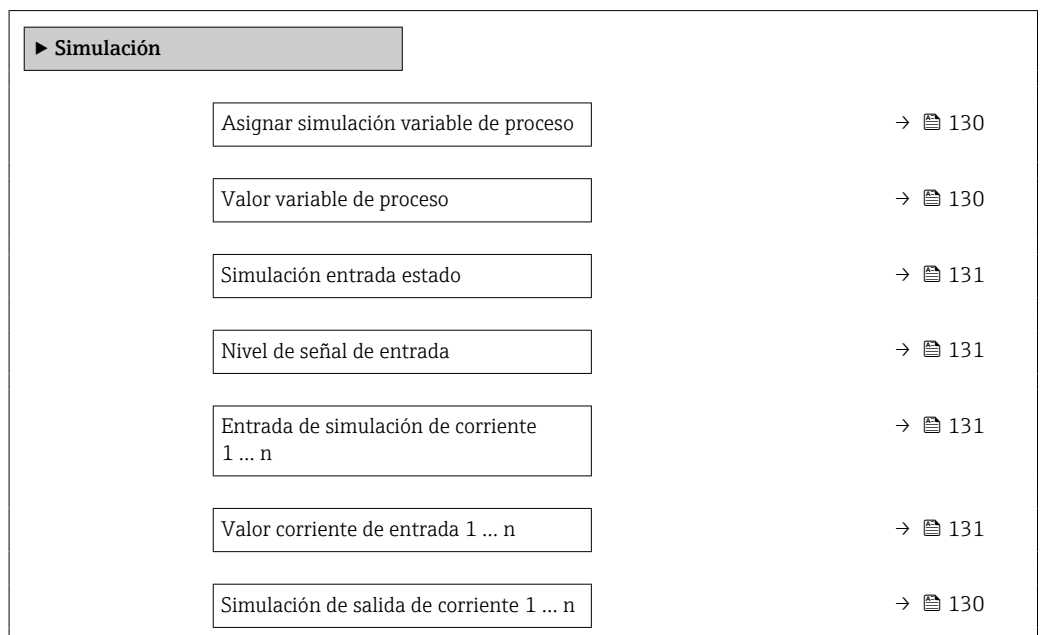 ▶ Simulación
Asignar simulación variable de proceso → 130
Valor variable de proceso → 130
Simulación entrada estado → 131
Nivel de señal de entrada → 131
Entrada de simulación de corriente → 131
1 … n
Valor corriente de entrada 1 … n → 131
Simulación de salida de corriente 1 … n → 130